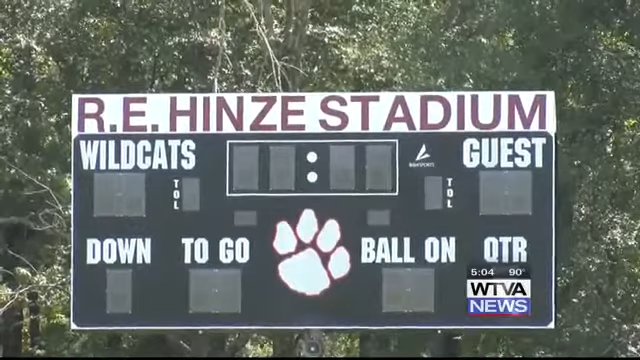 R.E. HINZE STADIUM
WILDCATS
GUEST
TOL
:
TOL
DOWN
TO GO
BALL ON
QTR
5:04 90°
WTVA
NEWS